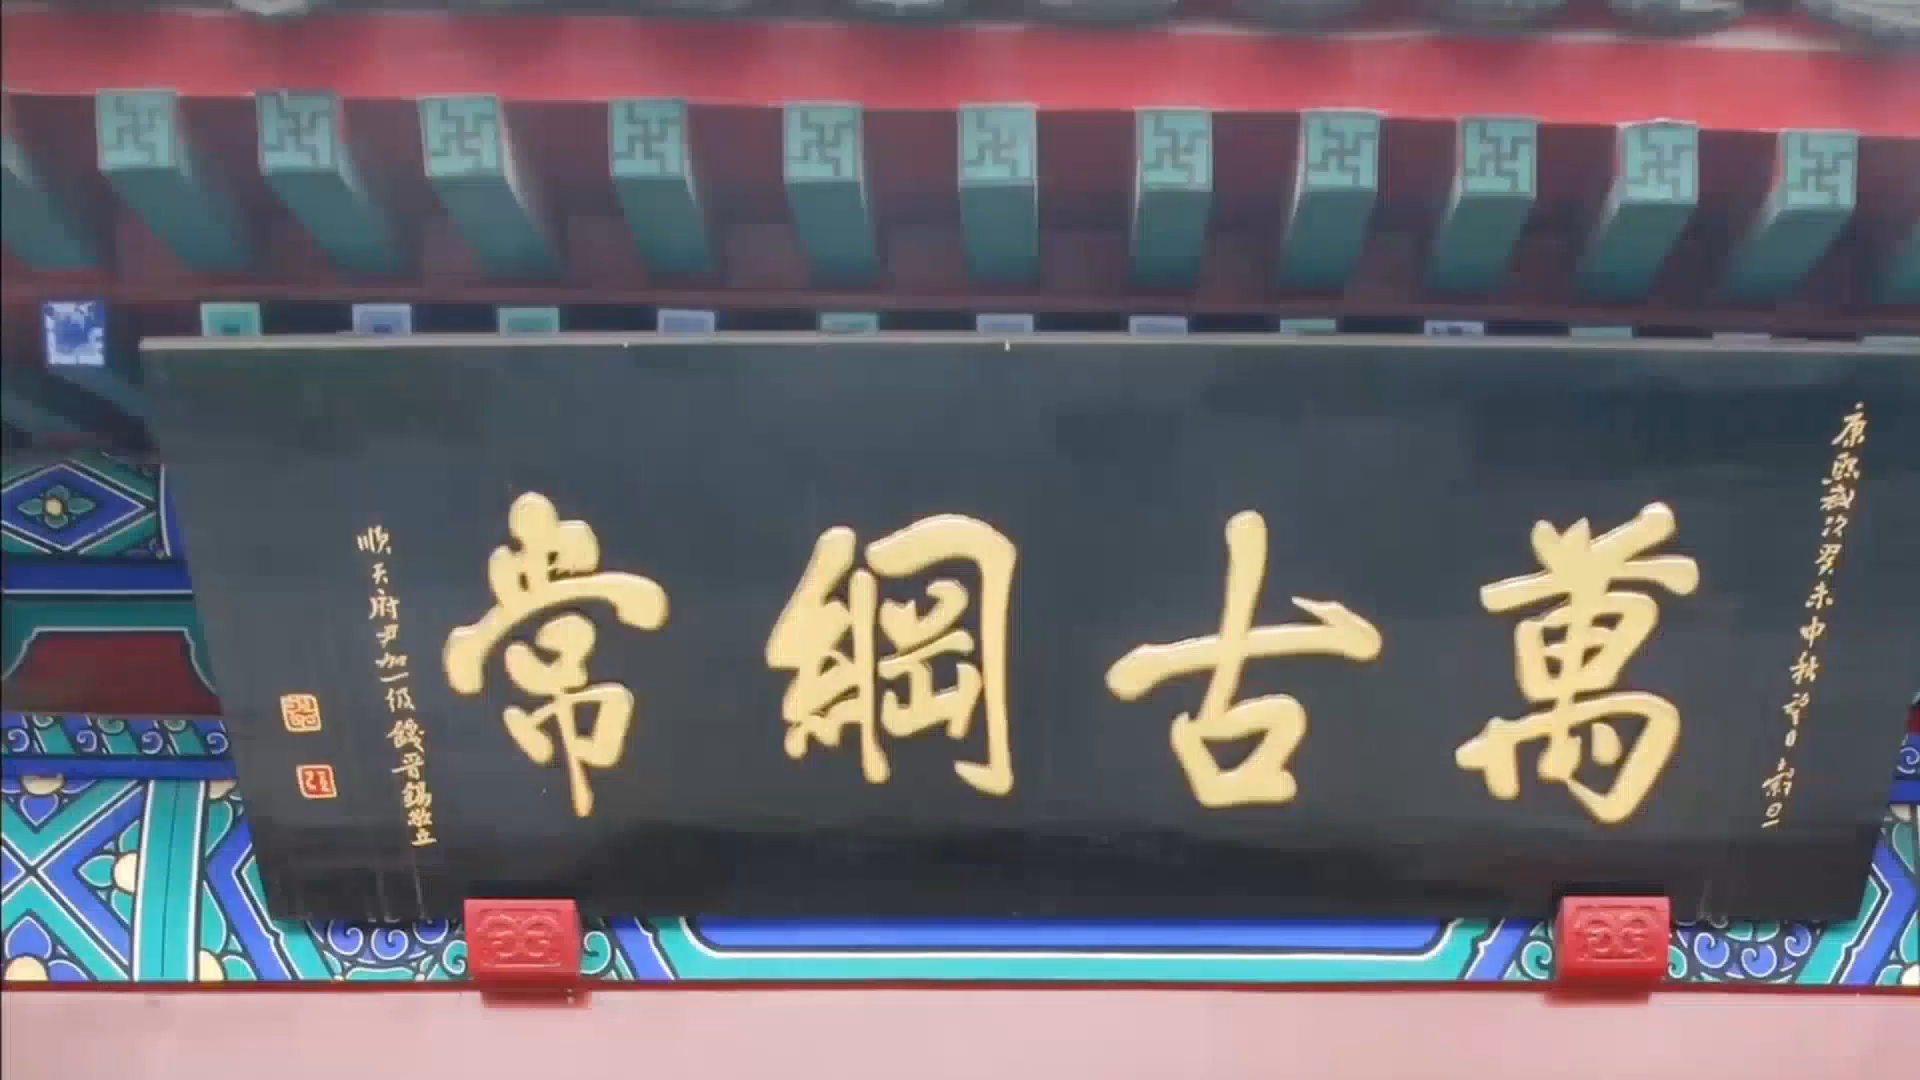 康熙歲次癸未中秋望日穀旦
萬古綱常
順天府尹加一級錢晉錫敬立